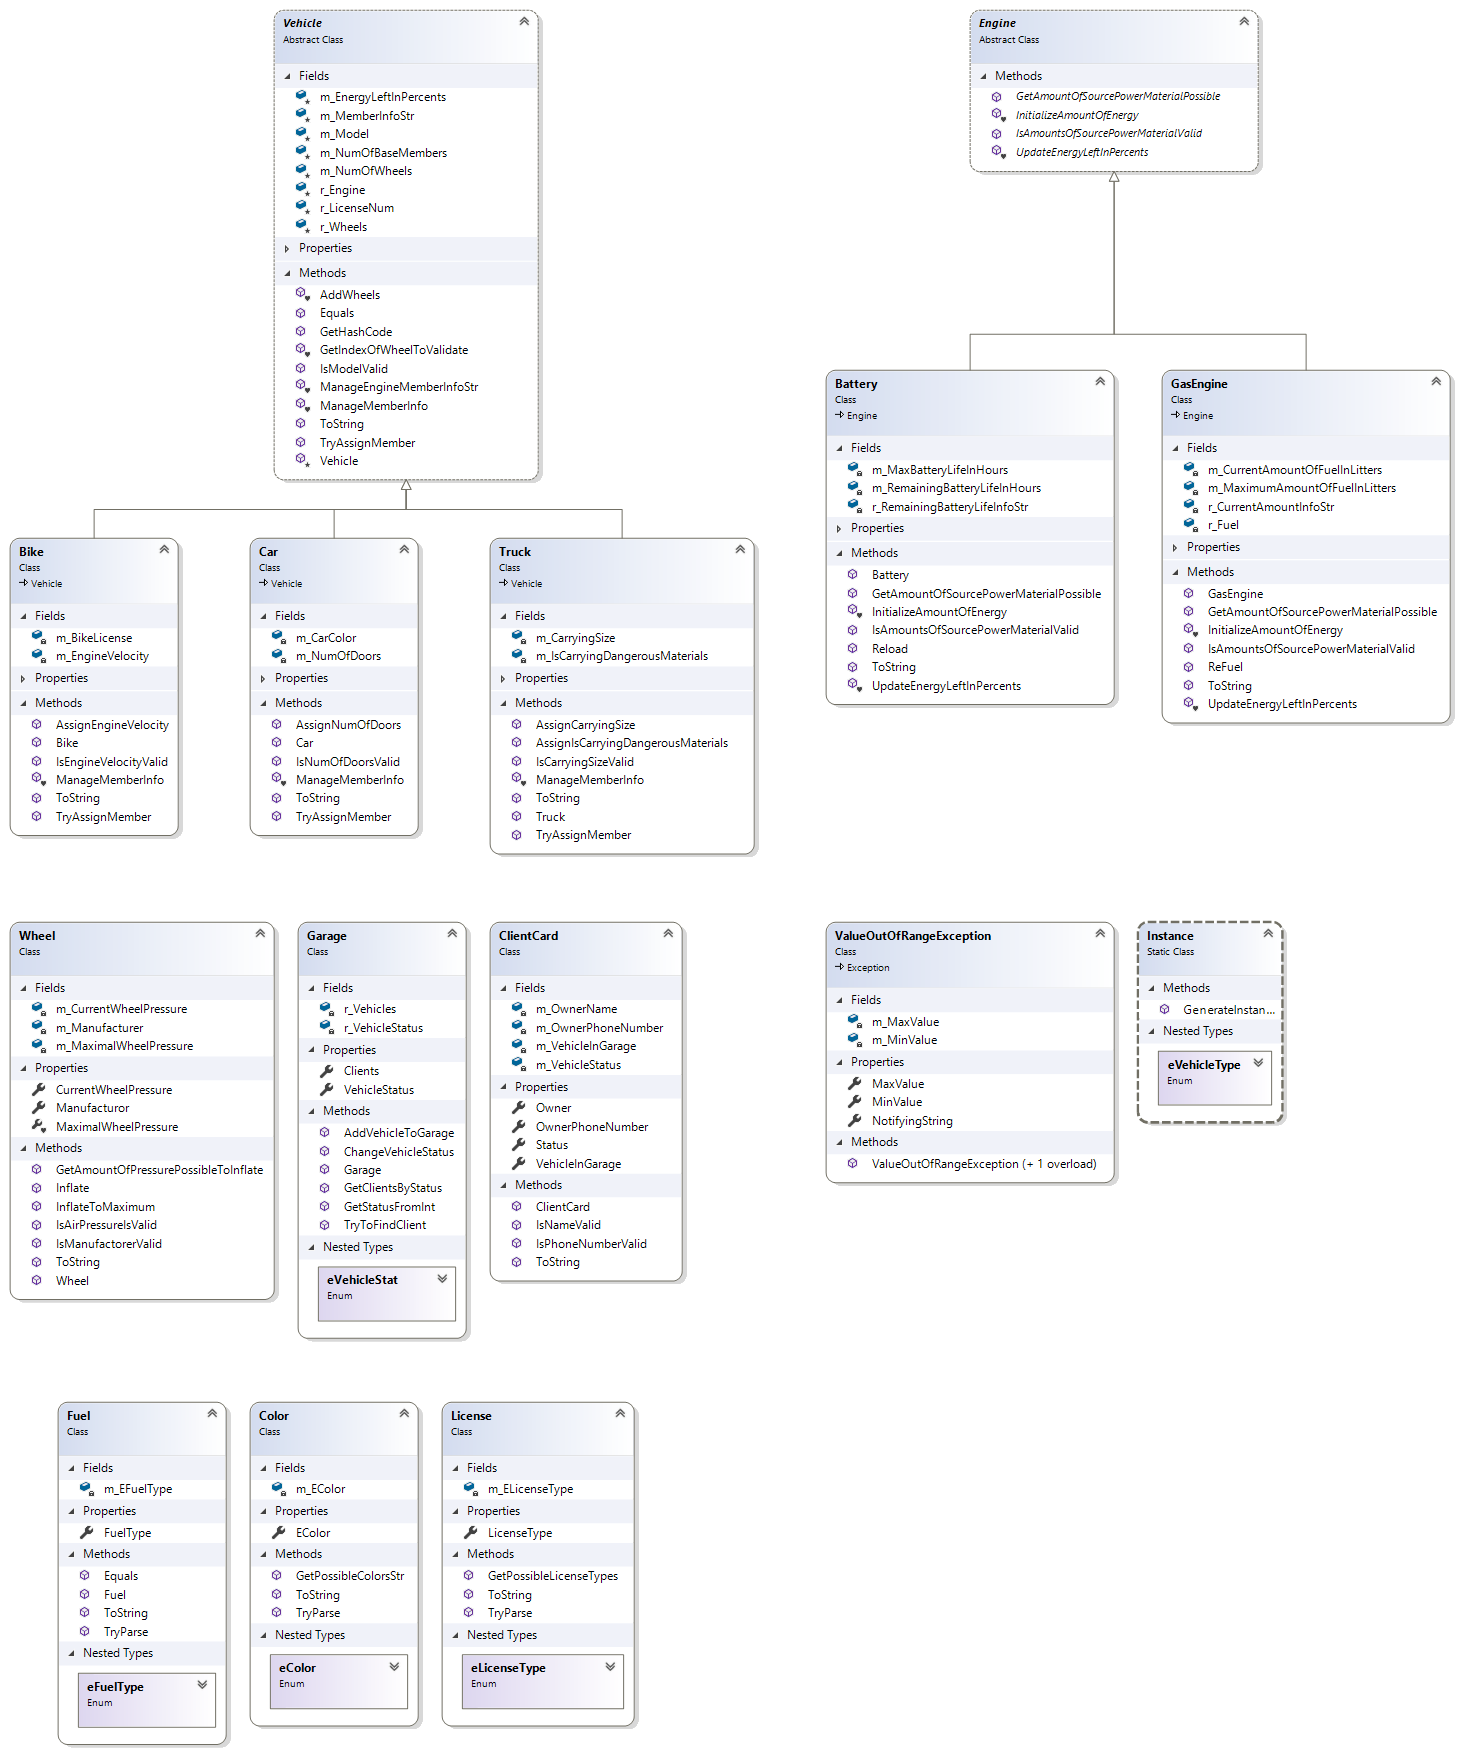 Vehicle
Abstract Class
Fields
m_EnergyLeftInPercents
m_MemberInfoStr
m_Model
m_NumOfBaseMembers
m_NumOfWheels
r_Engine
r_LicenseNum
r_Wheels
Properties
Methods
AddWheels
Equals
GetHashCode
GetIndexOfWheelToValidate
IsModelValid
ManageEngineMemberInfoStr
ManageMemberInfo
ToString
TryAssignMember
Vehicle
Engine
Abstract Class
Methods
GetAmountOfSourcePowerMaterialPossible
InitializeAmountOfEnergy
IsAmountsOfSourcePowerMaterialValid
UpdateEnergyLeftInPercents
Battery
Class
Engine
Fields
m_MaxBatteryLifeInHours
m_RemainingBatteryLifeInHours
r_RemainingBatteryLifeInfoStr
Properties
Methods
Battery
GetAmountOfSourcePowerMaterialPossible
InitializeAmountOfEnergy
IsAmountsOfSourcePowerMaterialValid
Reload
ToString
UpdateEnergyLeftInPercents
GasEngine
Class
Engine
Fields
m_CurrentAmountOfFuelInLitters
m_MaximumAmountOfFuelInLitters
r_CurrentAmountInfoStr
r_Fuel
Properties
Methods
GasEngine
GetAmountOfSourcePowerMaterialPossible
InitializeAmountOfEnergy
IsAmountsOfSourcePowerMaterialValid
ReFuel
ToString
UpdateEnergyLeftInPercents
Bike
Class
Vehicle
Fields
m_BikeLicense
m_EngineVelocity
Properties
Methods
AssignEngineVelocity
Bike
IsEngineVelocityValid
ManageMemberInfo
ToString
TryAssignMember
Car
Class
Vehicle
Fields
m_CarColor
m_NumOfDoors
Properties
Methods
AssignNumOfDoors
Car
IsNumOfDoorsValid
ManageMemberInfo
ToString
TryAssignMember
Truck
Class
Vehicle
Fields
m_CarryingSize
m_IsCarryingDangerousMaterials
Properties
Methods
AssignCarryingSize
AssignIsCarryingDangerousMaterials
IsCarryingSizeValid
ManageMemberInfo
ToString
Truck
TryAssignMember
Wheel
Class
Fields
m_CurrentWheelPressure
m_Manufacturer
m_MaximalWheelPressure
Properties
CurrentWheelPressure
Manufacturor
MaximalWheelPressure
Methods
GetAmountOfPressurePossibleToInflate
Inflate
InflateToMaximum
IsAirPressureIsValid
IsManufactorerValid
ToString
Wheel
Garage
Class
Fields
r_Vehicles
r_VehicleStatus
Properties
Clients
VehicleStatus
Methods
AddVehicleToGarage
ChangeVehicleStatus
Garage
GetClientsByStatus
GetStatusFromInt
TryToFindClient
Nested Types
eVehicleStat
Enum
ClientCard
Class
Fields
m_OwnerName
m_OwnerPhoneNumber
m_VehicleInGarage
m_VehicleStatus
Properties
Owner
OwnerPhoneNumber
Status
VehicleInGarage
Methods
ClientCard
IsNameValid
IsPhoneNumberValid
ToString
ValueOutOfRangeException
Class
Exception
Fields
m_MaxValue
m_MinValue
Properties
MaxValue
MinValue
NotifyingString
Methods
ValueOutOfRangeException (+ 1 overload)
Instance
Static Class
Methods
GenerateInstan...
Nested Types
eVehicleType
Enum
Fuel
Class
Fields
m_EFuelType
Properties
FuelType
Methods
Equals
Fuel
ToString
TryParse
Nested Types
eFuelType
Enum
Color
Class
Fields
m_EColor
Properties
EColor
Methods
GetPossibleColorsStr
ToString
TryParse
Nested Types
eColor
Enum
License
Class
Fields
m_ELicenseType
Properties
LicenseType
Methods
GetPossibleLicenseTypes
ToString
TryParse
Nested Types
eLicenseType
Enum